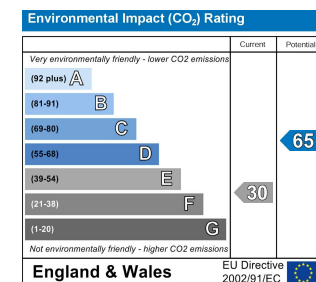 Environmental Impact (CO₂) Rating
Current Potential
Very environmentally friendly - lower CO2 emissions
(92 plus) A
(81-91) B
(69-80) C
(55-68) D
65
(39-54) E
(21-38) F
30
(1-20) G
Not environmentally friendly - higher CO2 emissions
England & Wales
EU Directive
2002/91/EC